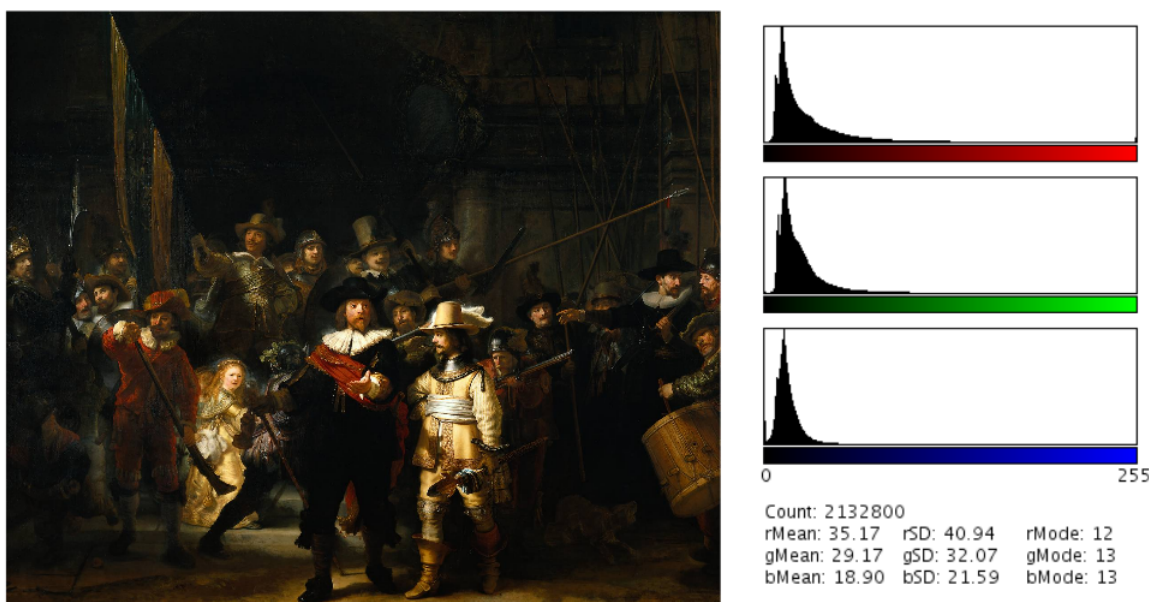 0 255
Count: 2132800
rMean: 35.17 rSD: 40.94 rMode: 12
gMean: 29.17 gSD: 32.07 gMode: 13
bMean: 18.90 bSD: 21.59 bMode: 13